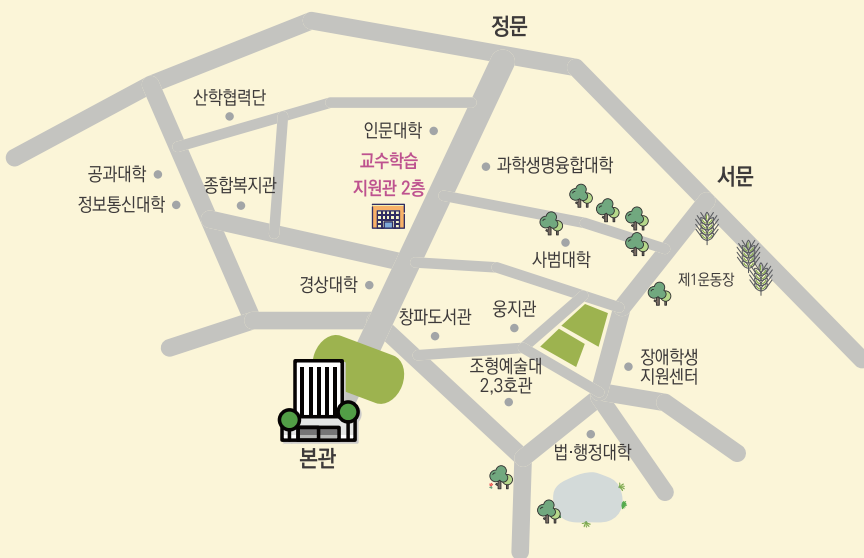 정문
산학협력단
인문대학
과학생명융합대학
교수학습
지원관 2층
공과대학
종합복지관
정보통신대학
서문
사범대학
제1운동장
경상대학
웅지관
창파도서관
조형예술대
2,3호관
장애학생
지원센터
법·행정대학
본관